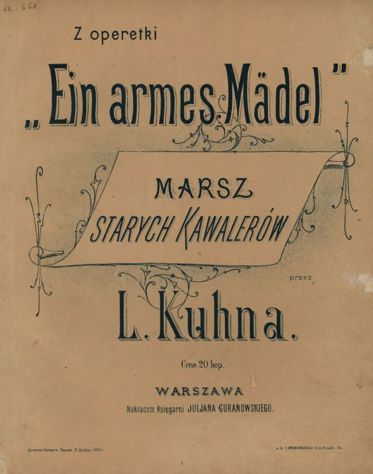 Z operetki
„Ein armes Mädel”
MARSZ
STARYCH KAWALERÓW
przez
L. Kuhna.
Cena 20 kop.
WARSZAWA
Nakładem Księgarni JULJANA GURANOWSKIEGO.